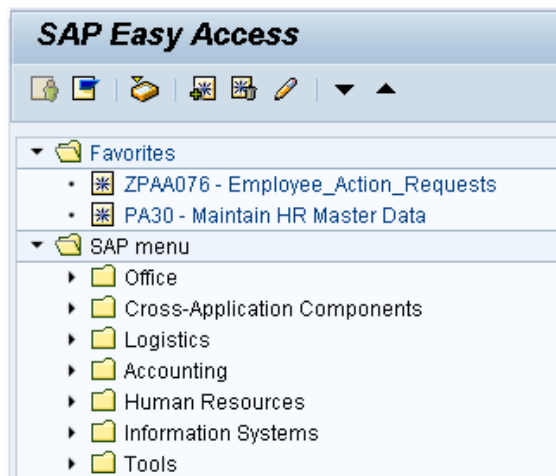 SAP Easy Access
Favorites
ZPAA076 - Employee_Action_Requests
PA30 - Maintain HR Master Data
SAP menu
Office
Cross-Application Components
Logistics
Accounting
Human Resources
Information Systems
Tools